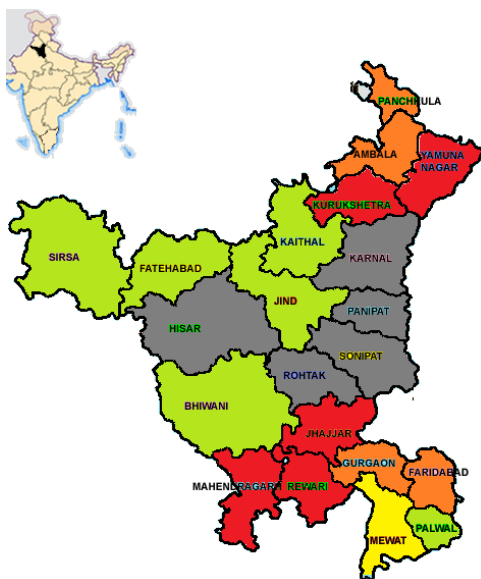 PANCHKULA
AMBALA
YAMUNA
NAGAR
KURUKSHETRA
KAITHAL
KARNAL
SIRSA
FATEHABAD
JIND
PANIPAT
HISAR
SONIPAT
ROHTAK
BHIWANI
JHAJJAR
GURGAON
FARIDABAD
MAHENDRAGARH
REWARI
PALWAL
MEWAT